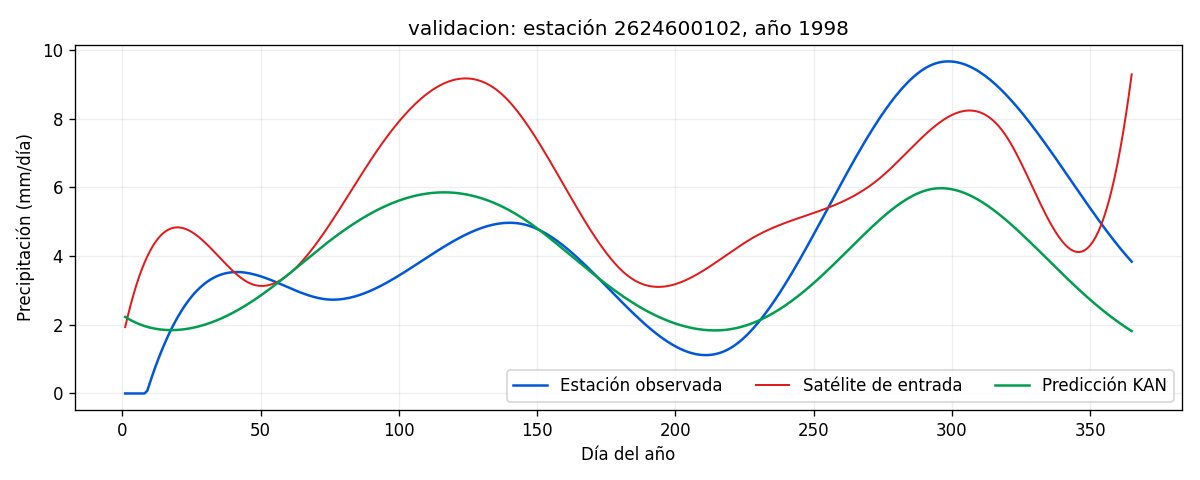 validacion: estación 2624600102, año 1998
Precipitación (mm/día)
10
8
6
4
2
0
Estación observada
Satélite de entrada
Predicción KAN
0 50 100 150 200 250 300 350
Día del año